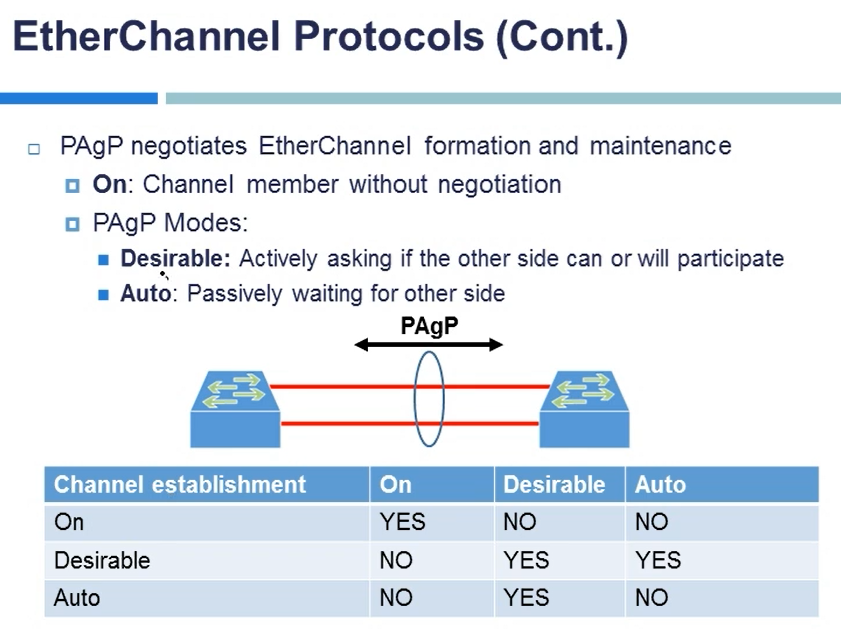 EtherChannel Protocols (Cont.)
PAgP negotiates EtherChannel formation and maintenance
On: Channel member without negotiation
PAgP Modes:
Desirable: Actively asking if the other side can or will participate
Auto: Passively waiting for other side
PAgP
Channel establishment On Desirable Auto
On YES NO NO
Desirable NO YES YES
Auto NO YES NO